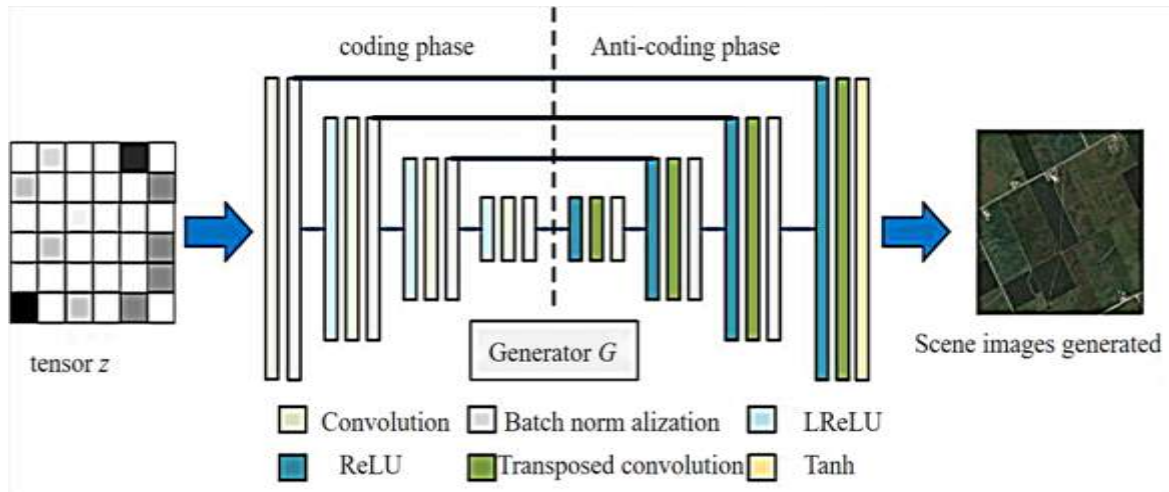 coding phase
Anti-coding phase
tensor z
Generator G
Scene images generated
Convolution
Batch norm alization
LReLU
ReLU
Transposed convolution
Tanh